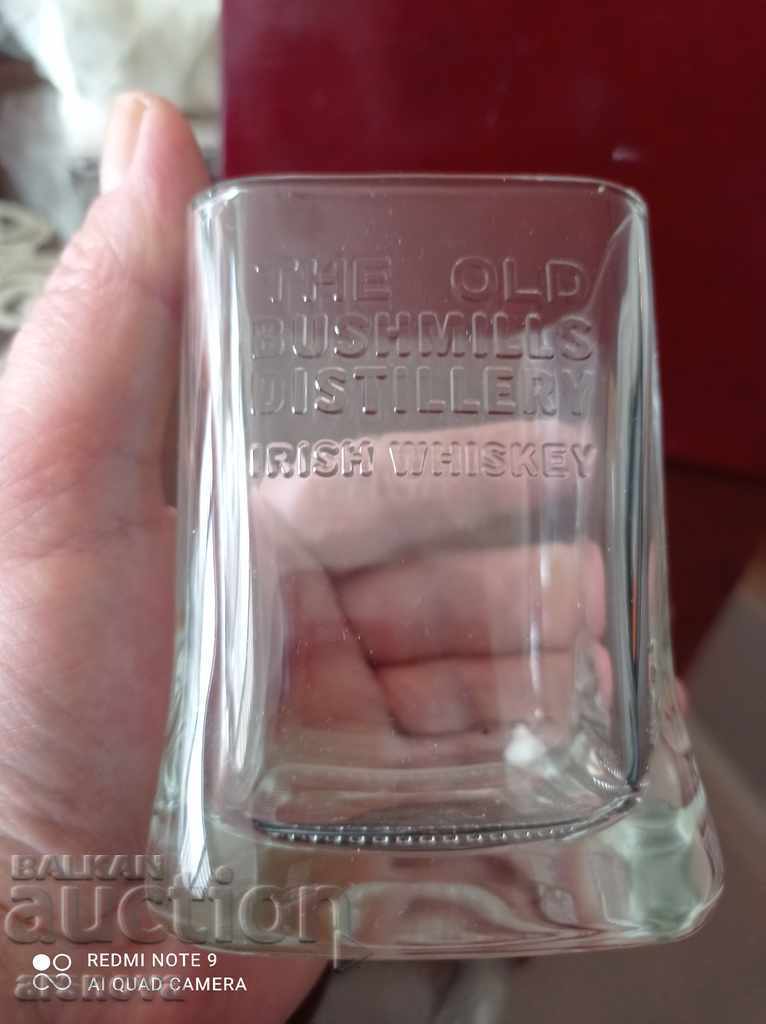 THE OLD
BUSHMILLS
DISTILLERY
IRISH WHISKEY
BALKAN
auction
REDMI NOTE 9
AI QUAD CAMERA